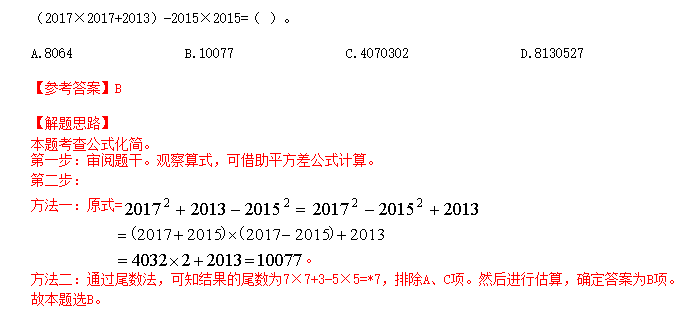 （2017×2017+2013）-2015×2015=（ ）。
A.8064 B.10077 C.4070302 D.8130527
【参考答案】B
【解题思路】
本题考查公式化简。
第一步：审阅题干。观察算式，可借助平方差公式计算。
第二步：
方法一：原式=2017²+2013-2015²=2017²-2015²+2013
=(2017+2015)×(2017-2015)+2013
=4032×2+2013=10077。
方法二：通过尾数法，可知结果的尾数为7×7+3-5×5=*7，排除A、C项。然后进行估算，确定答案为B项。
故本题选B。